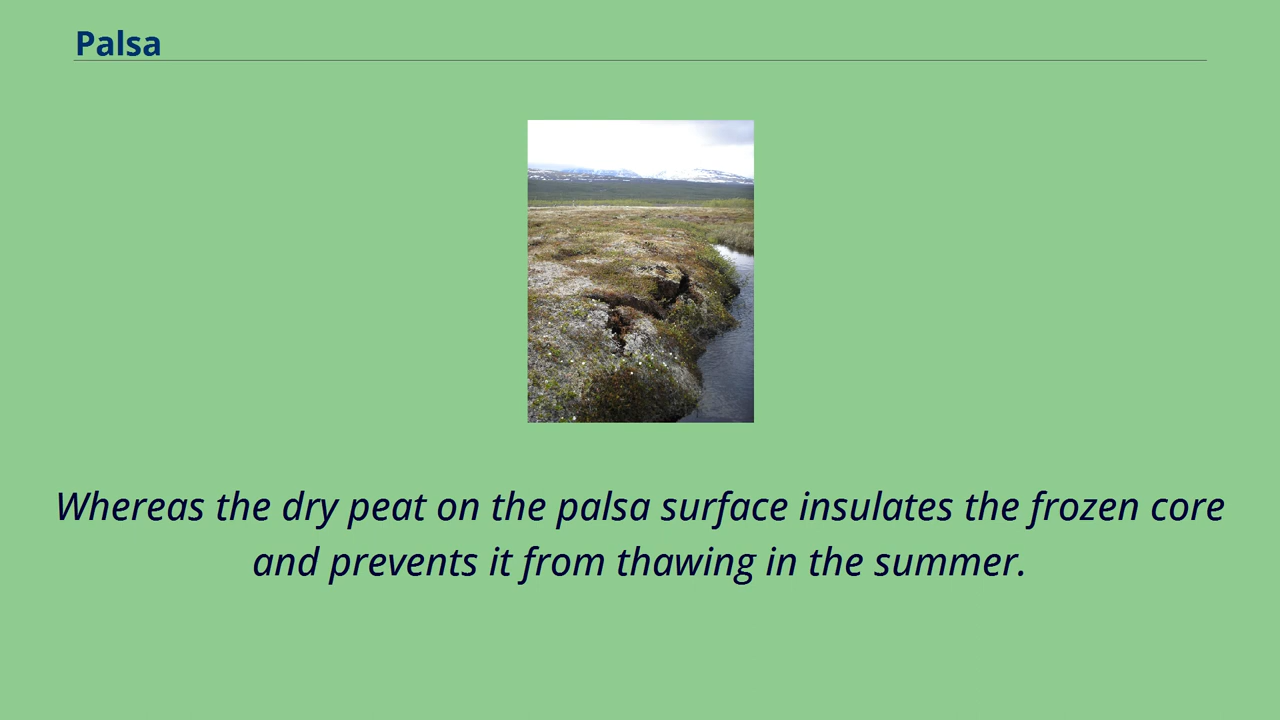 Palsa
Whereas the dry peat on the palsa surface insulates the frozen core
and prevents it from thawing in the summer.